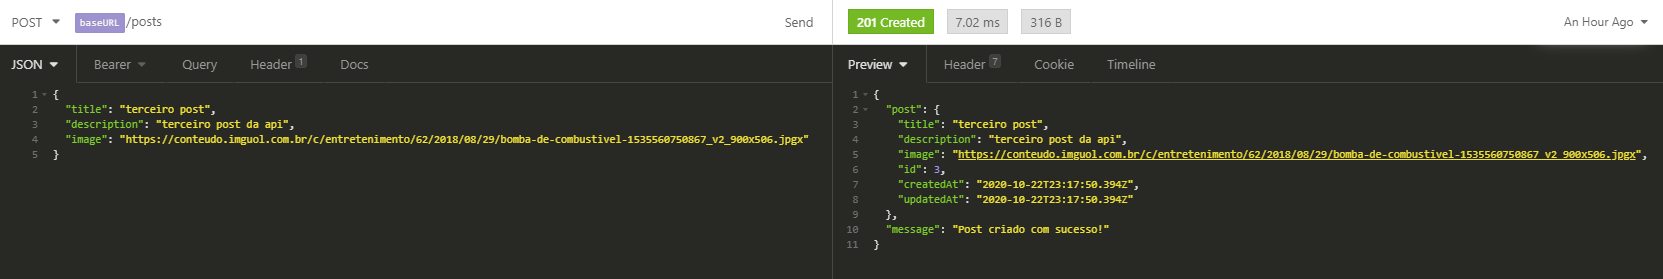 POST baseURL/posts Send
JSON Bearer Query Header 1 Docs
1 {
2 "title": "terceiro post",
3 "description": "terceiro post da api",
4 "image": "https://conteudo.imguol.com.br/c/entretenimento/62/2018/08/29/bomba-de-combustivel-1535560750867_v2_900x506.jpgx"
5 }
201 Created 7.02 ms 316 B An Hour Ago
Preview Header 7 Cookie Timeline
1 {
2 "post": {
3 "title": "terceiro post",
4 "description": "terceiro post da api",
5 "image": "https://conteudo.imguol.com.br/c/entretenimento/62/2018/08/29/bomba-de-combustivel-1535560750867_v2_900x506.jpgx",
6 "id": 3,
7 "createdAt": "2020-10-22T23:17:50.394Z",
8 "updatedAt": "2020-10-22T23:17:50.394Z"
9 },
10 "message": "Post criado com sucesso!"
11 }